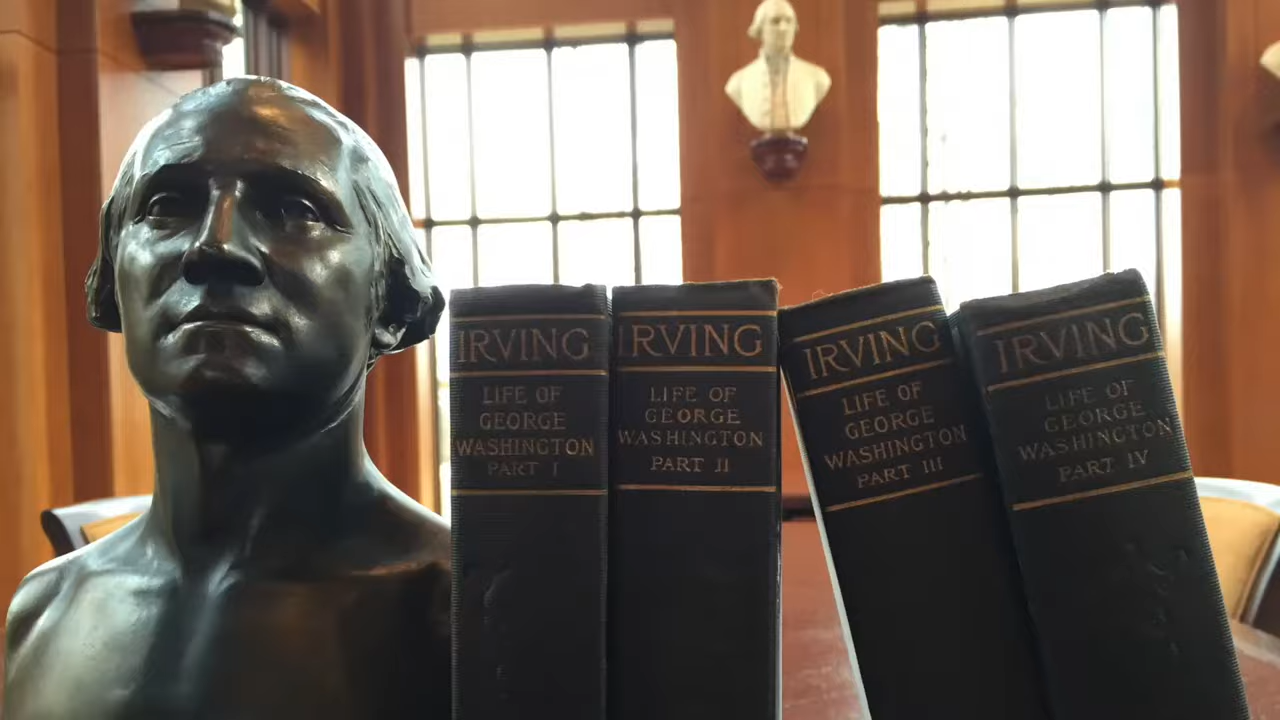 IRVING
LIFE OF
GEORGE
WASHINGTON
PART I
IRVING
LIFE OF
GEORGE
WASHINGTON
PART II
IRVING
LIFE OF
GEORGE
WASHINGTON
PART III
IRVING
LIFE OF
GEORGE
WASHINGTON
PART IV